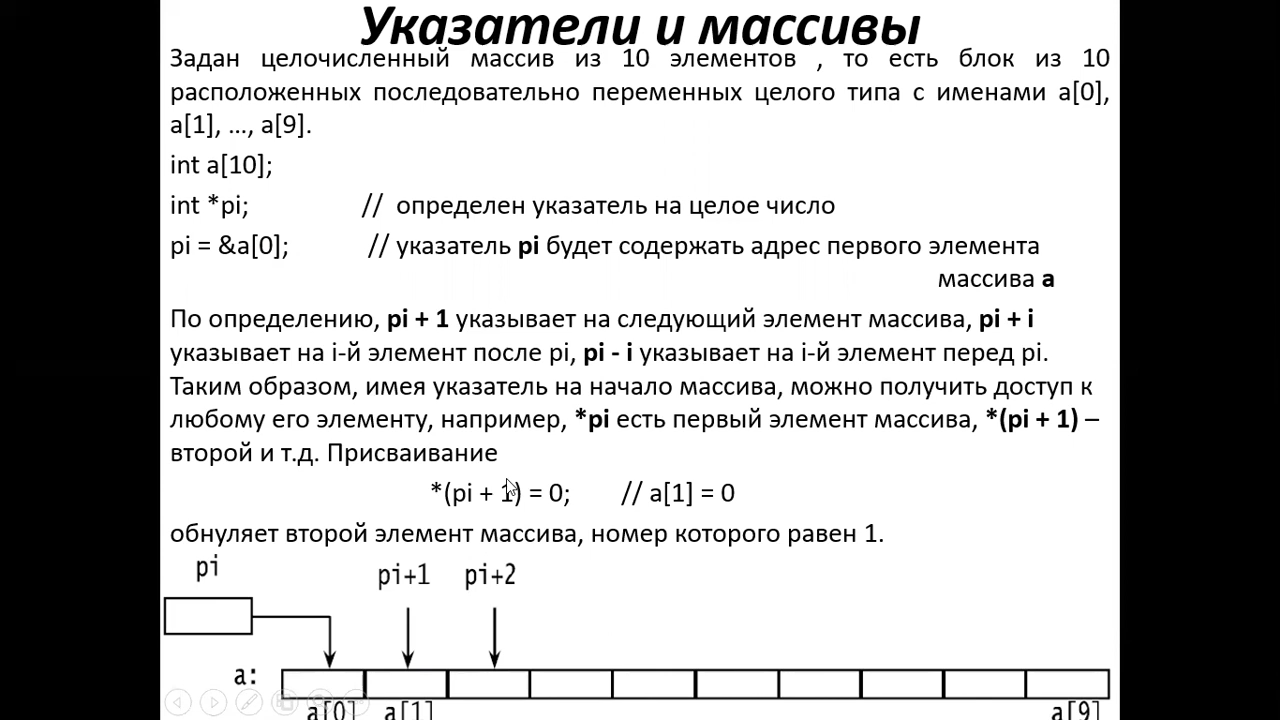 Указатели и массивы
Задан целочисленный массив из 10 элементов , то есть блок из 10
расположенных последовательно переменных целого типа с именами a[0],
a[1], …, a[9].
int a[10];
int *pi; // определен указатель на целое число
pi = &a[0]; // указатель pi будет содержать адрес первого элемента
массива a
По определению, pi + 1 указывает на следующий элемент массива, pi + i
указывает на i-й элемент после pi, pi - i указывает на i-й элемент перед pi.
Таким образом, имея указатель на начало массива, можно получить доступ к
любому его элементу, например, *pi есть первый элемент массива, *(pi + 1) –
второй и т.д. Присваивание
*(pi + 1) = 0; // a[1] = 0
обнуляет второй элемент массива, номер которого равен 1.
pi
pi+1 pi+2
a:
a[0] a[1] a[9]